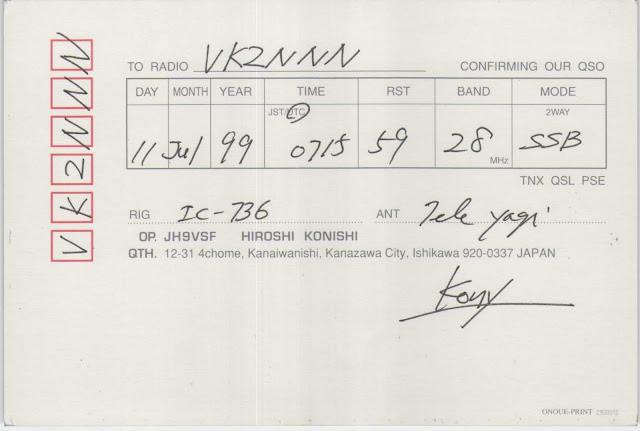 VK2NNN
TO RADIO VK2NNN CONFIRMING OUR QSO
DAY MONTH YEAR TIME RST BAND MODE
JST/UTC 2WAY
11 Jul 99 0715 59 28 MHz SSB
TNX QSL PSE
RIG IC-736 ANT yagi
OP. JH9VSF HIROSHI KONISHI
QTH. 12-31 4chome, Kanaiwanishi, Kanazawa City, Ishikawa 920-0337 JAPAN
Kony
ONOUE-PRINT